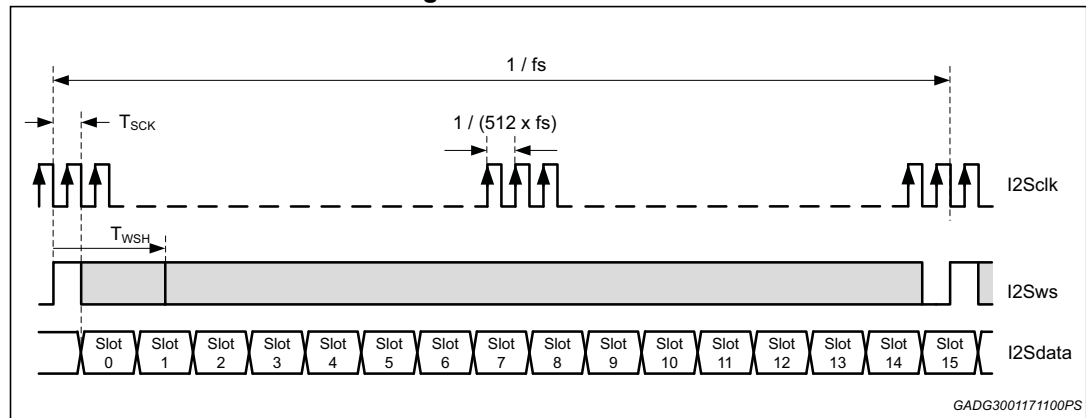 g
1 / fs
TSCK
1 / (512 x fs)
I2Sclk
TWSH
I2Sws
Slot 0 Slot 1 Slot 2 Slot 3 Slot 4 Slot 5 Slot 6 Slot 7 Slot 8 Slot 9 Slot 10 Slot 11 Slot 12 Slot 13 Slot 14 Slot 15
I2Sdata
GADG3001171100PS